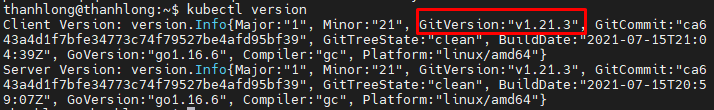 thanhlong@thanhlong:~$ kubectl version
Client Version: version.Info{Major:"1", Minor:"21", GitVersion:"v1.21.3", GitCommit:"ca6
43a4d1f7bfe34773c74f79527be4afd95bf39", GitTreeState:"clean", BuildDate:"2021-07-15T21:0
4:39Z", GoVersion:"go1.16.6", Compiler:"gc", Platform:"linux/amd64"}
Server Version: version.Info{Major:"1", Minor:"21", GitVersion:"v1.21.3", GitCommit:"ca6
43a4d1f7bfe34773c74f79527be4afd95bf39", GitTreeState:"clean", BuildDate:"2021-07-15T20:5
9:07Z", GoVersion:"go1.16.6", Compiler:"gc", Platform:"linux/amd64"}